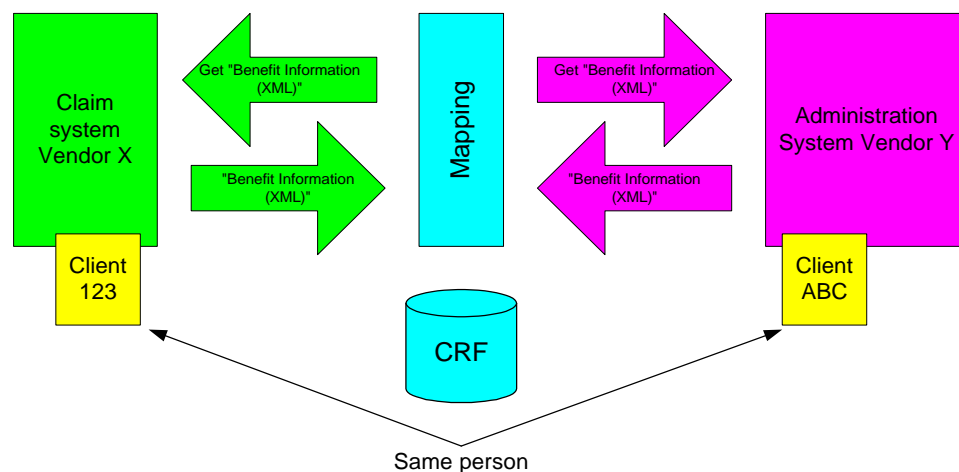 Claim
system
Vendor X
Get "Benefit Information
(XML)"
"Benefit Information
(XML)"
Mapping
Get "Benefit Information
(XML)"
"Benefit Information
(XML)"
Administration
System Vendor Y
Client
123
Client
ABC
CRF
Same person